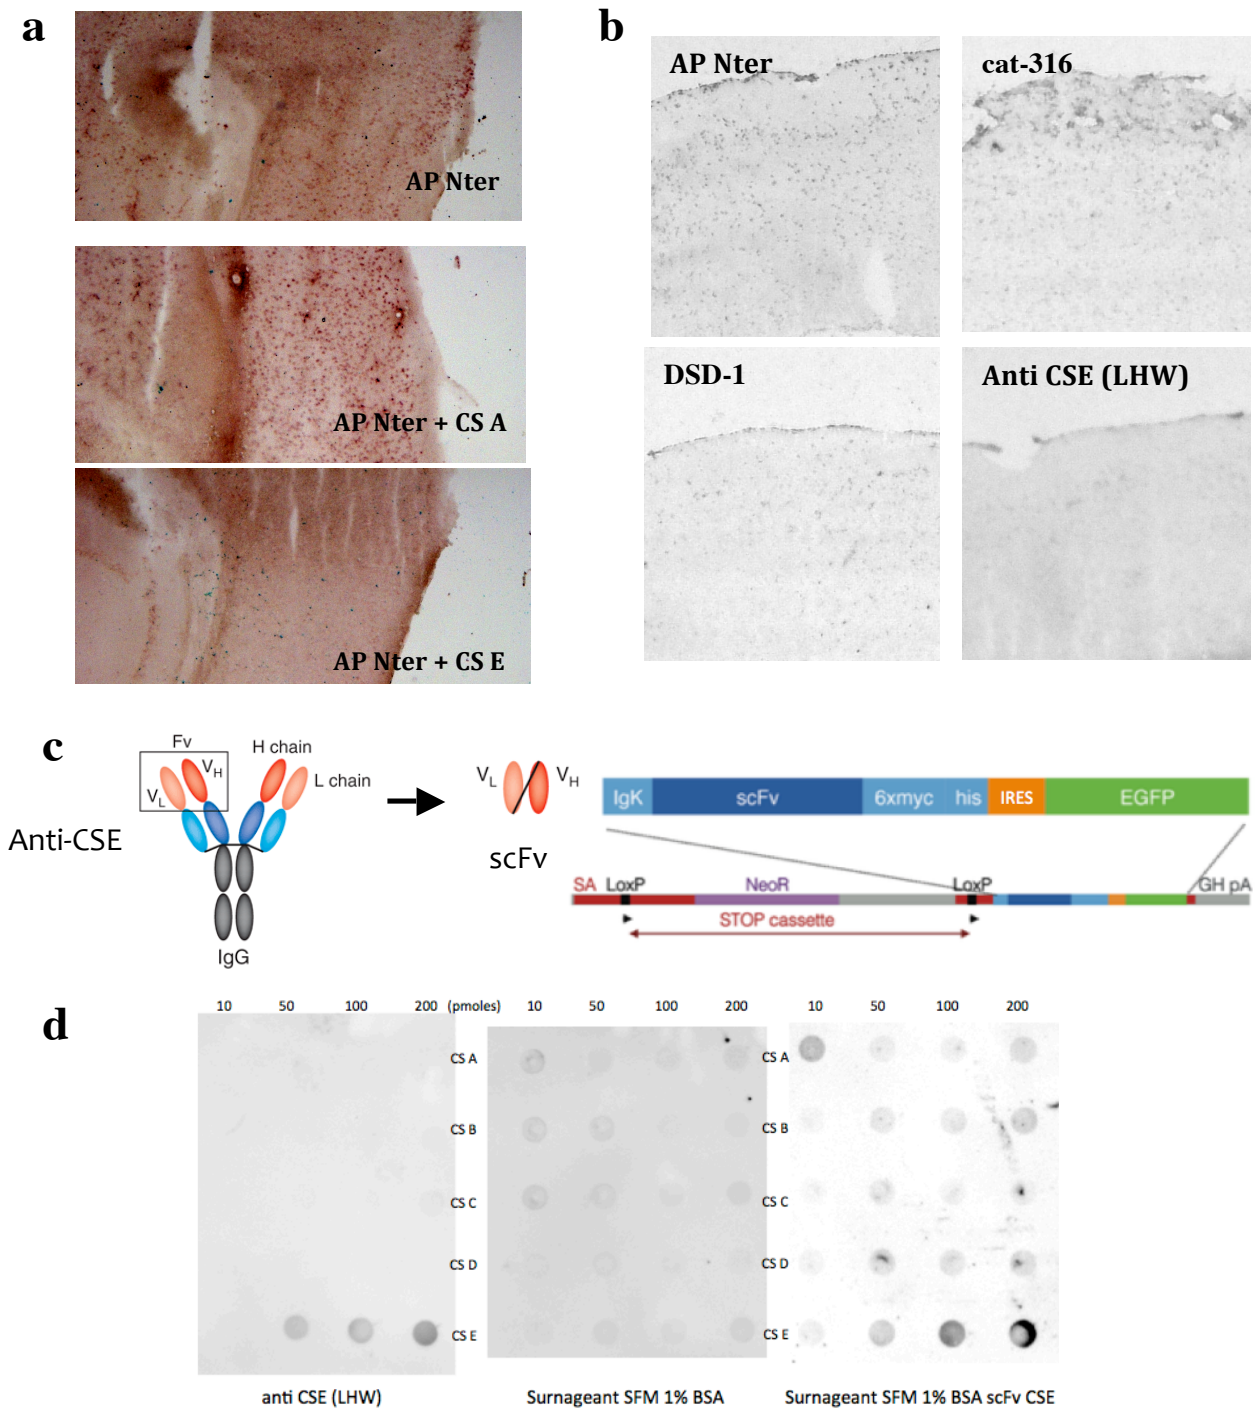 a
AP Nter
AP Nter + CS A
AP Nter + CS E
b
AP Nter
cat-316
DSD-1
Anti CSE (LHW)
c
Fv
VH
VL
H chain
L chain
Anti-CSE
IgG
VL
VH
scFv
IgK
scFv
6xmyc
his
IRES
EGFP
SA
LoxP
NeoR
LoxP
GH pA
STOP cassette
d
10 50 100 200 (pmoles) 10 50 100 200 10 50 100 200
CS A CS A
CS B CS B
CS C CS C
CS D CS D
CS E CS E
anti CSE (LHW) Surnageant SFM 1% BSA Surnageant SFM 1% BSA scFv CSE